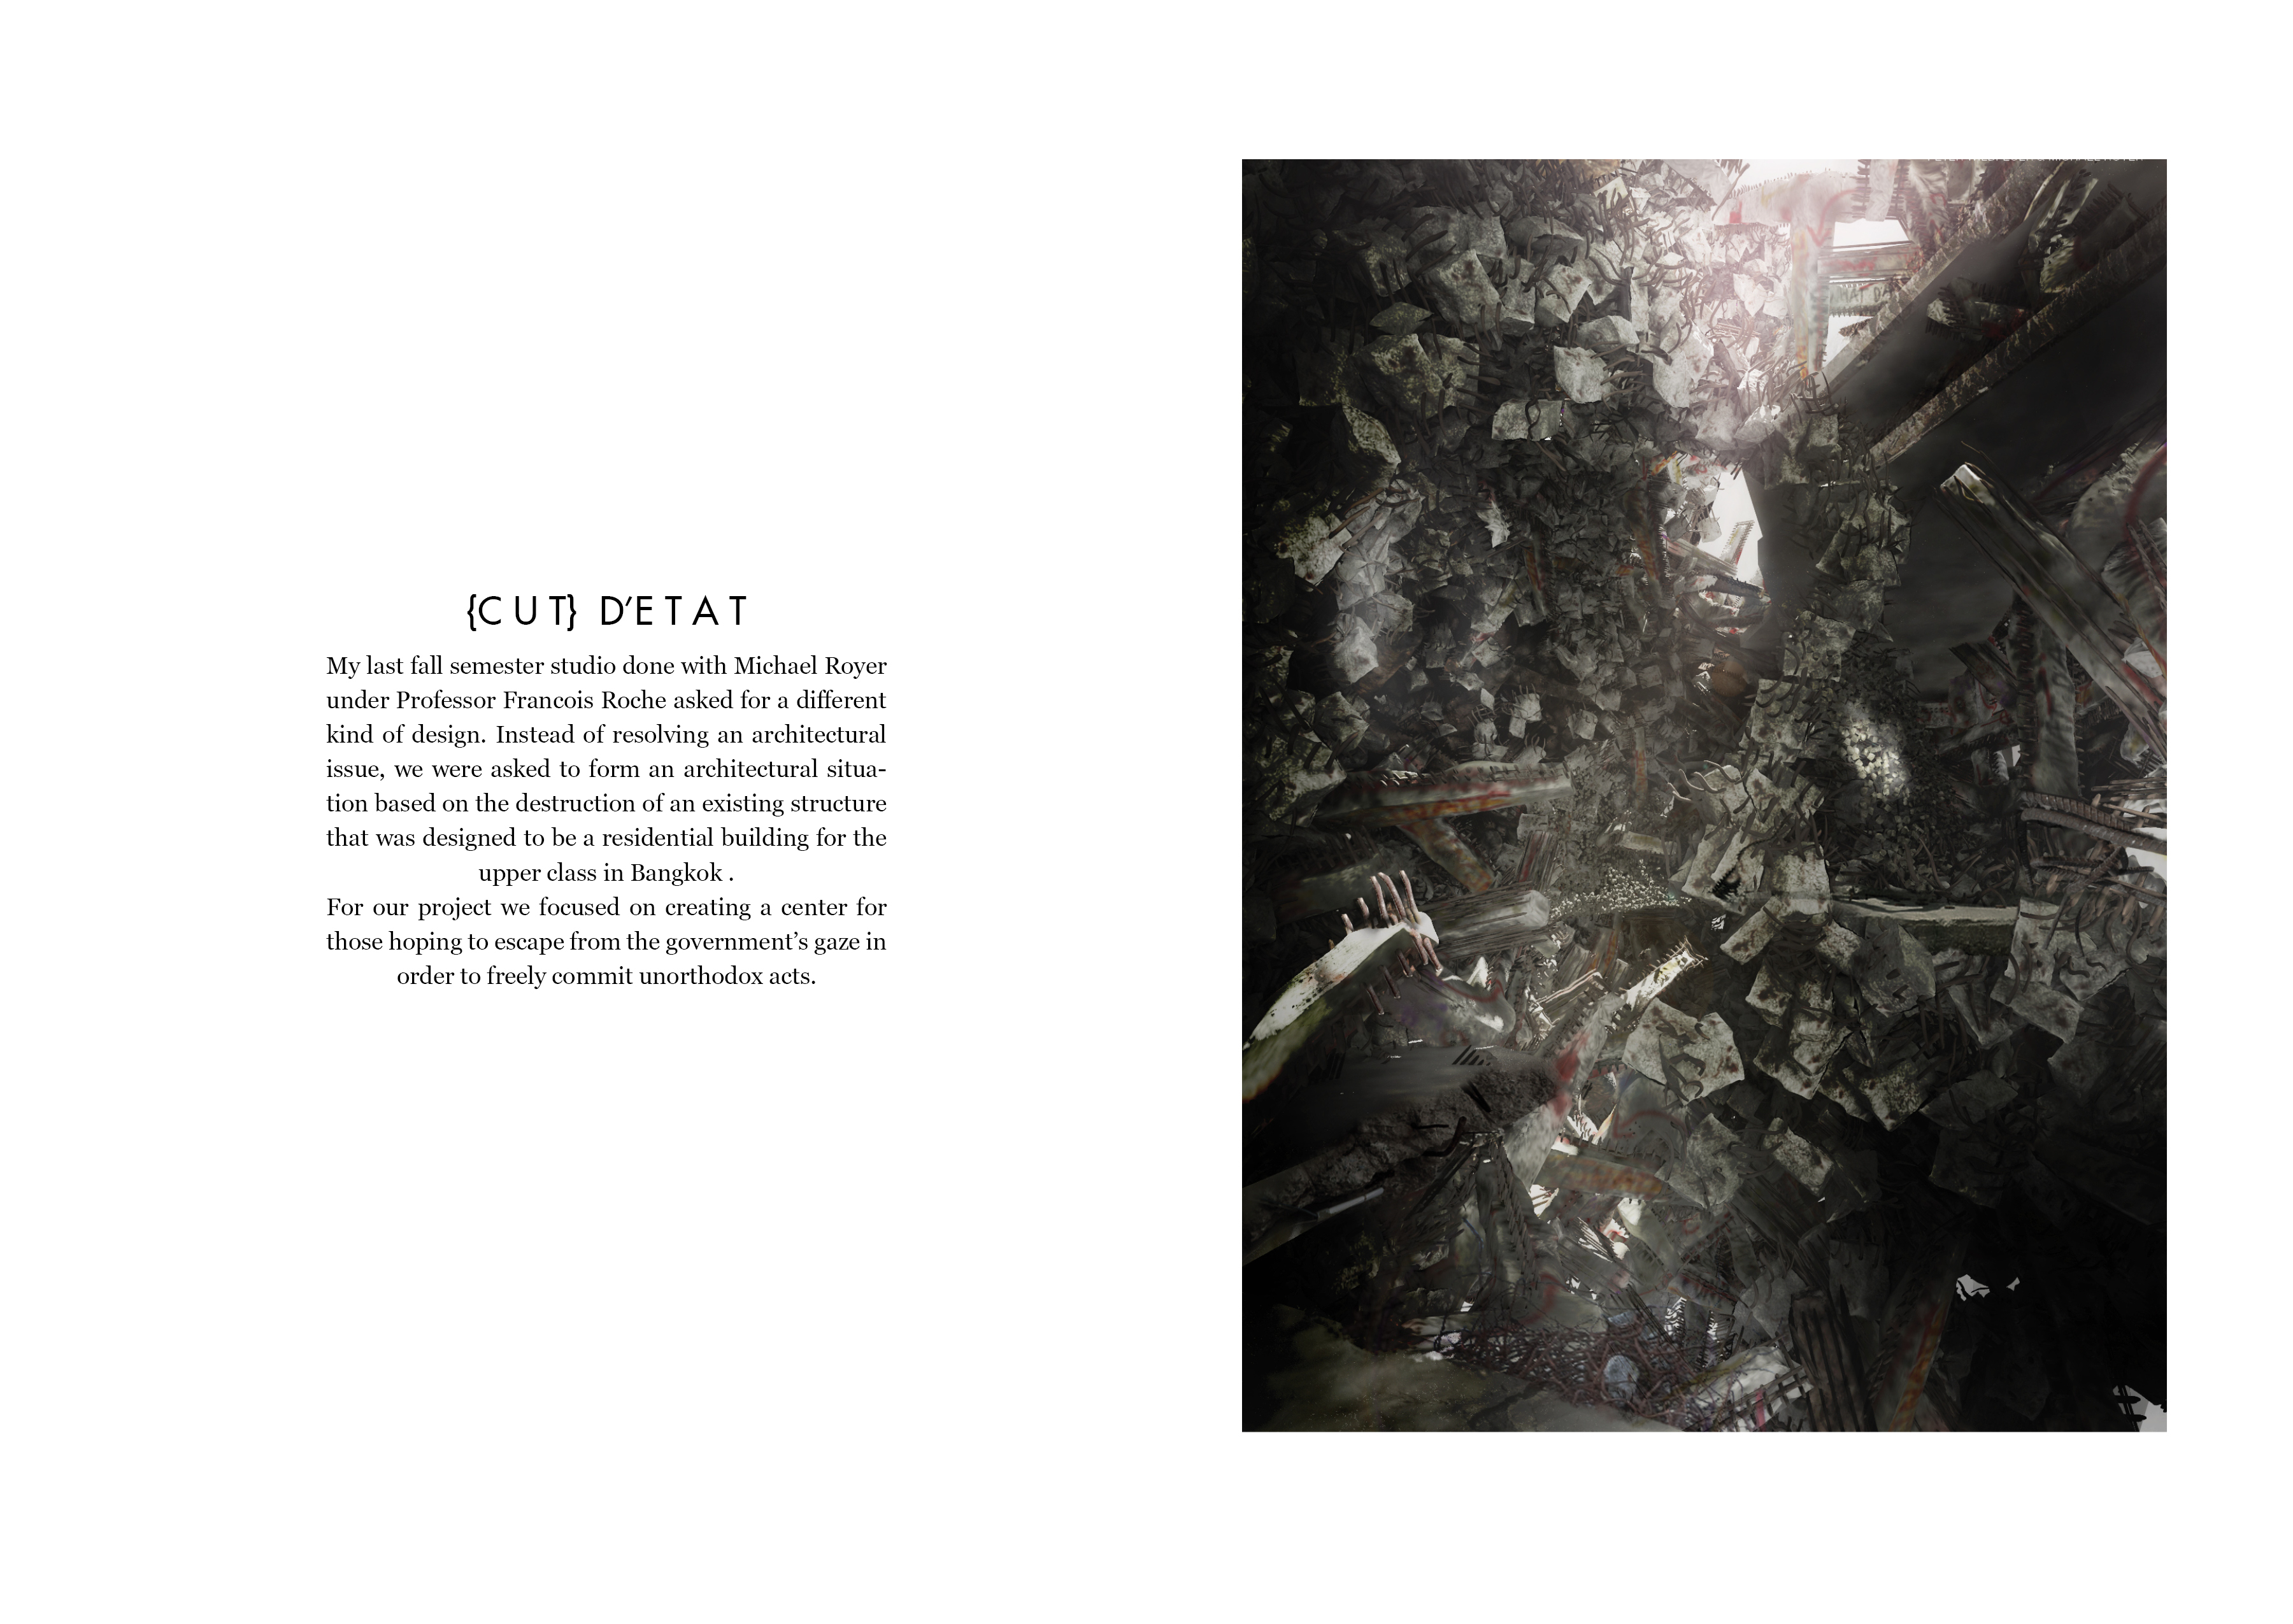 {CUT} D'ETAT
My last fall semester studio done with Michael Royer
under Professor Francois Roche asked for a different
kind of design. Instead of resolving an architectural
issue, we were asked to form an architectural situa-
tion based on the destruction of an existing structure
that was designed to be a residential building for the
upper class in Bangkok .
For our project we focused on creating a center for
those hoping to escape from the government’s gaze in
order to freely commit unorthodox acts.